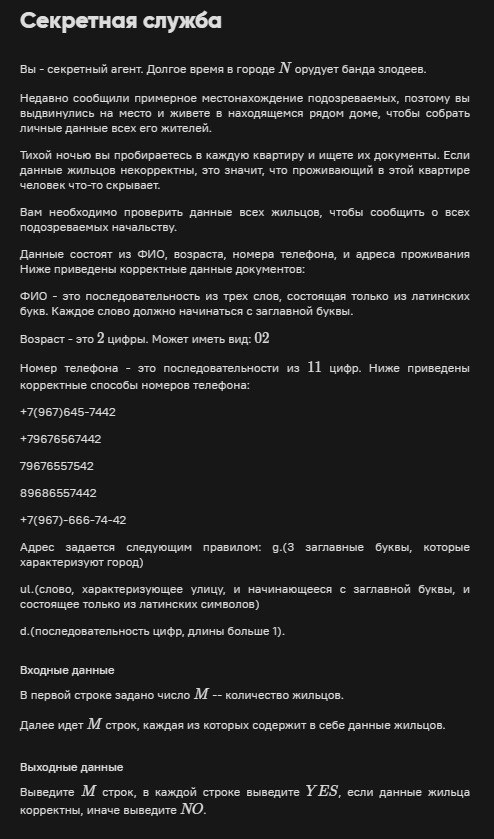 Секретная служба
Вы - секретный агент. Долгое время в городе N орудует банда злодеев.
Недавно сообщили примерное местонахождение подозреваемых, поэтому вы
выдвинулись на место и живете в находящемся рядом доме, чтобы собрать
личные данные всех его жителей.
Тихой ночью вы пробираетесь в каждую квартиру и ищете их документы. Если
данные жильцов некорректны, это значит, что проживающий в этой квартире
человек что-то скрывает.
Вам необходимо проверить данные всех жильцов, чтобы сообщить о всех
подозреваемых начальству.
Данные состоят из ФИО, возраста, номера телефона, и адреса проживания
Ниже приведены корректные данные документов:
ФИО - это последовательность из трех слов, состоящая только из латинских
букв. Каждое слово должно начинаться с заглавной буквы.
Возраст - это 2 цифры. Может иметь вид: 02
Номер телефона - это последовательности из 11 цифр. Ниже приведены
корректные способы номеров телефона:
+7(967)645-7442
+79676567442
79676557542
89686557442
+7(967)-666-74-42
Адрес задается следующим правилом: g.(3 заглавные буквы, которые
характеризуют город)
ul.(слово, характеризующее улицу, и начинающееся с заглавной буквы, и
состоящее только из латинских символов)
d.(последовательность цифр, длины больше 1).
Входные данные
В первой строке задано число M -- количество жильцов.
Далее идет M строк, каждая из которых содержит в себе данные жильцов.
Выходные данные
Выведите M строк, в каждой строке выведите YES, если данные жильца
корректны, иначе выведите NO.